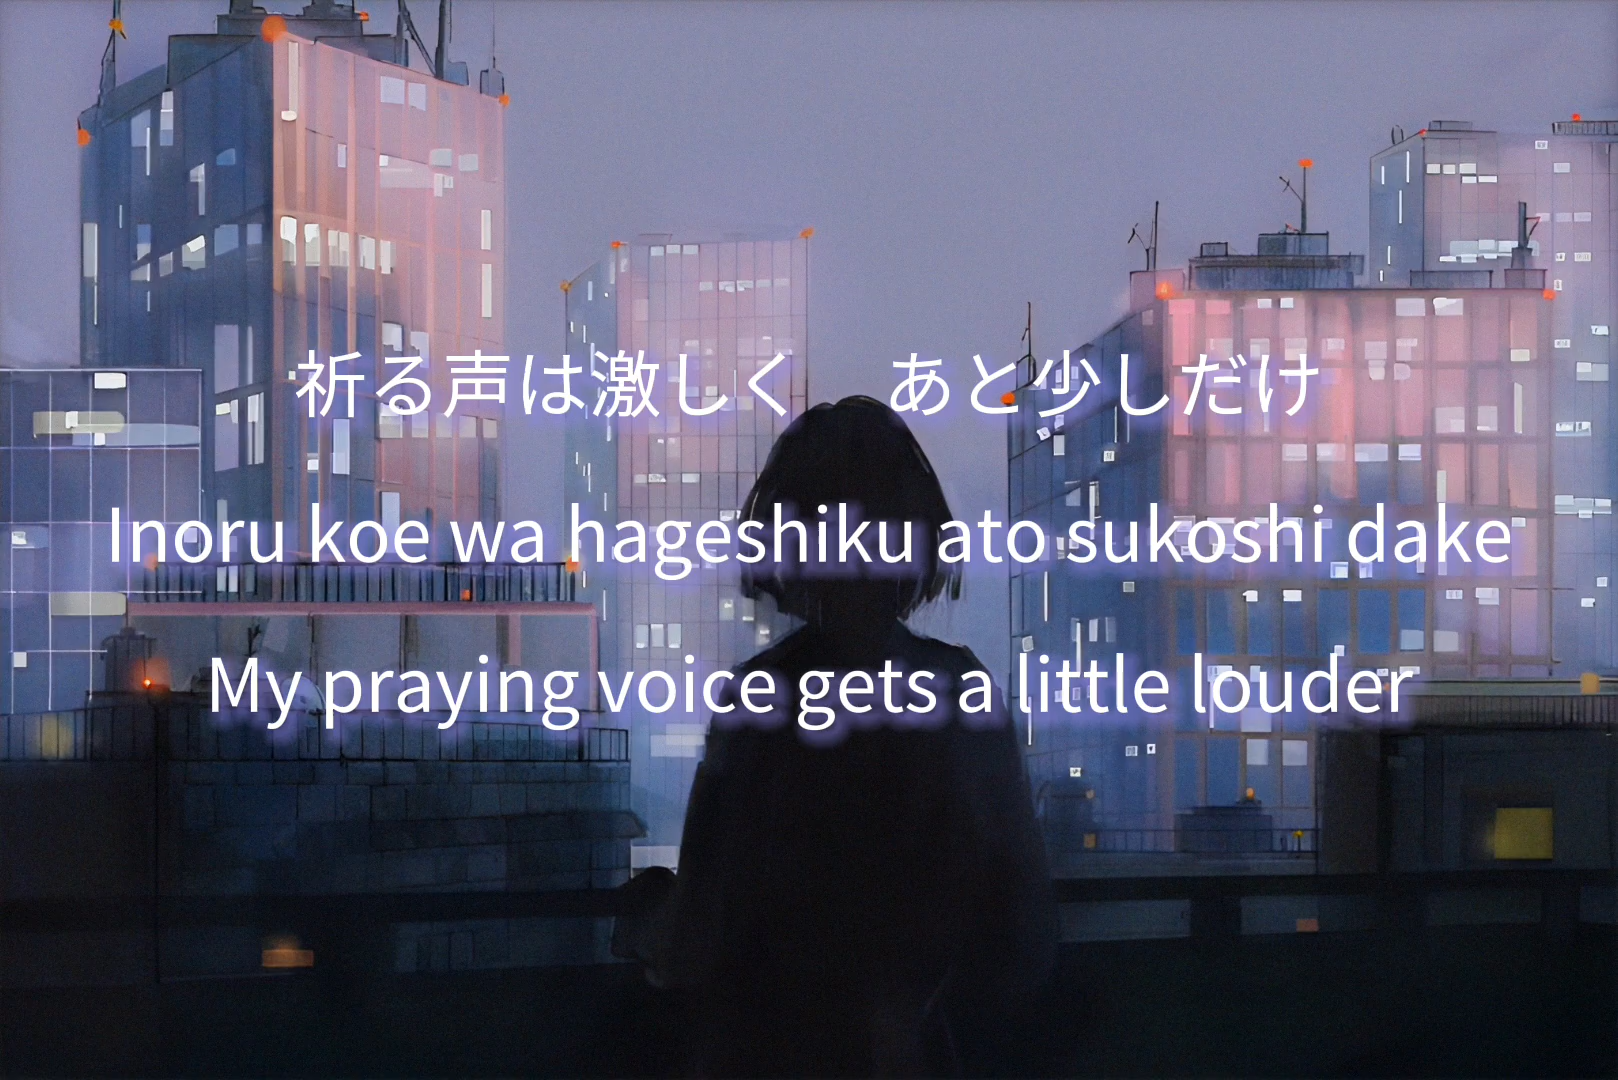 祈る声は激しく　あと少しだけ
Inoru koe wa hageshiku ato sukoshi dake
My praying voice gets a little louder